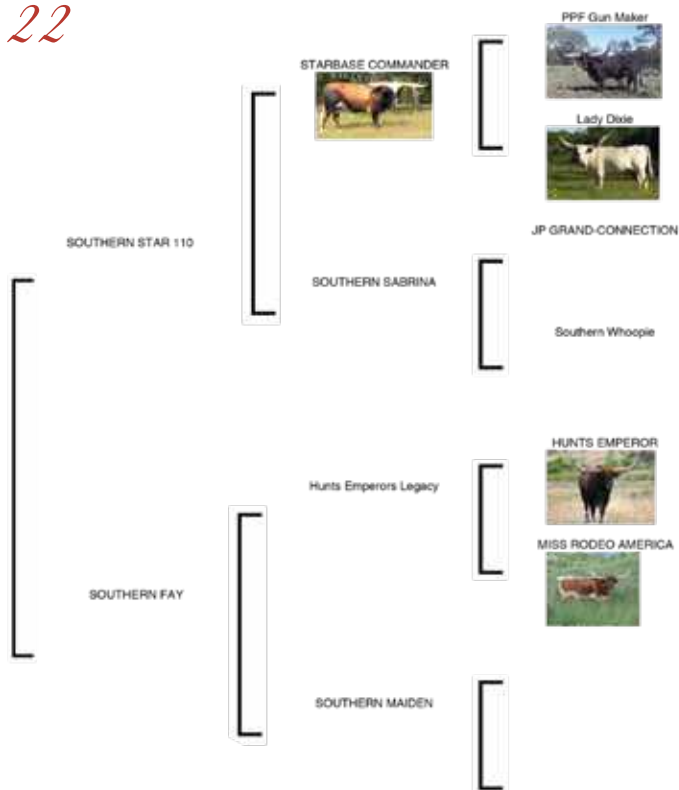 22
PPF Gun Maker
STARBASE COMMANDER
Lady Dixie
SOUTHERN STAR 110
JP GRAND-CONNECTION
SOUTHERN SABRINA
Southern Whoopie
HUNTS EMPEROR
Hunts Emperors Legacy
MISS RODEO AMERICA
SOUTHERN FAY
SOUTHERN MAIDEN